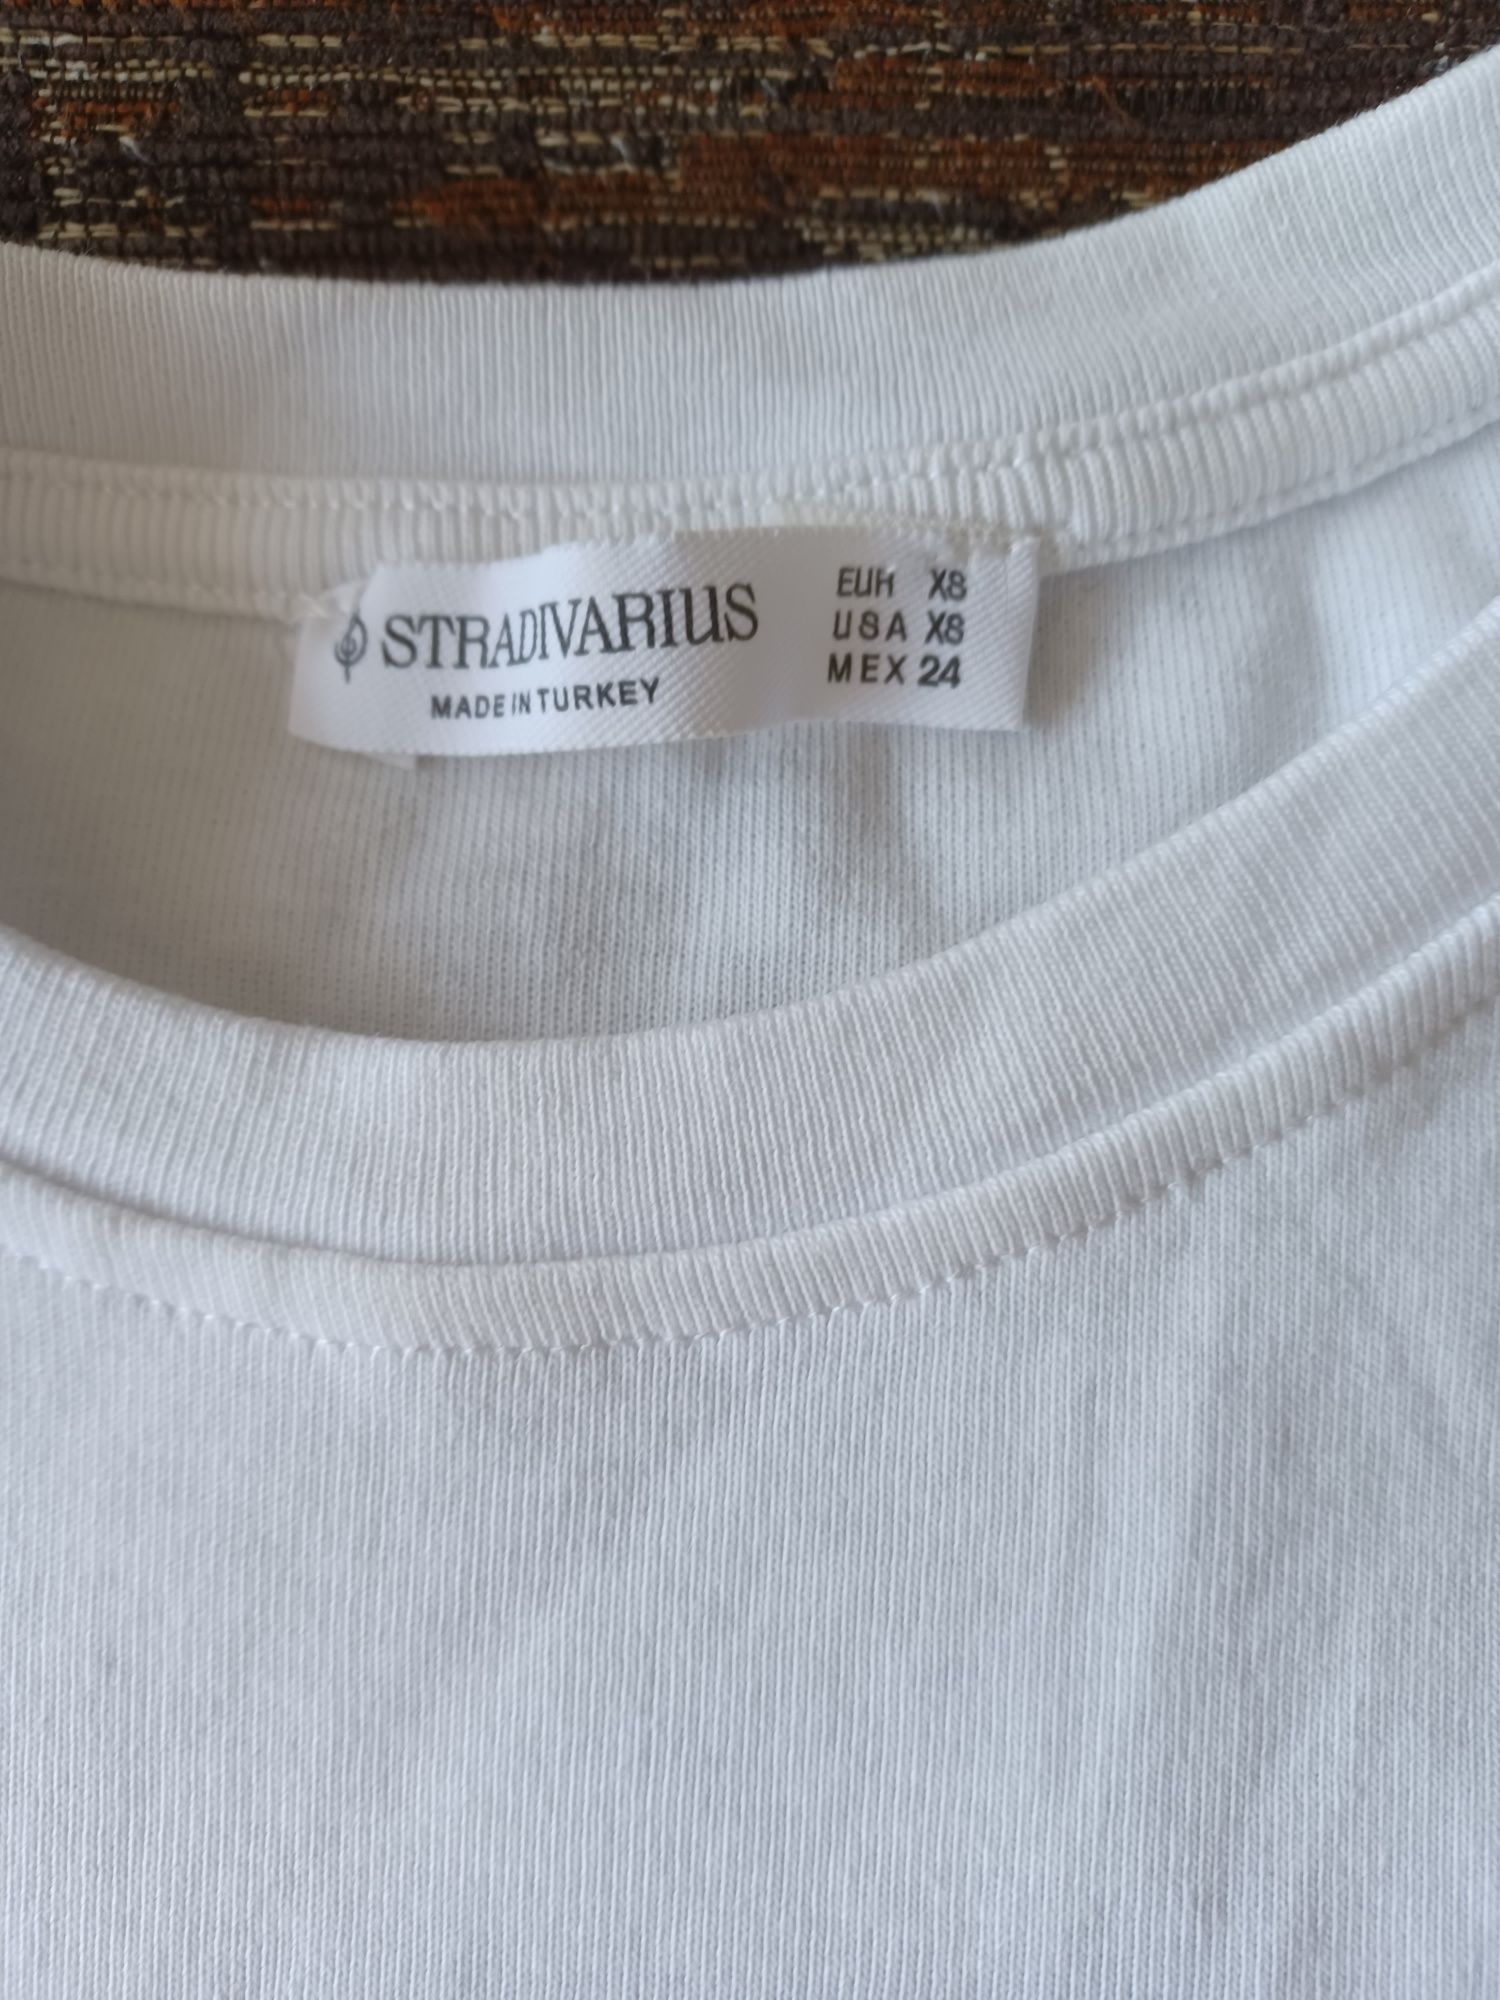 STRADIVARIUS
MADE IN TURKEY
EUR XS
USA XS
MEX 24